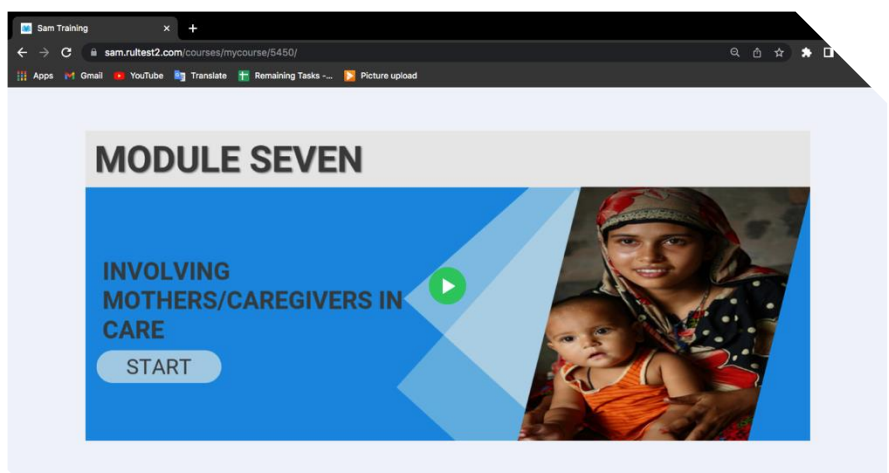 Sam Training
sam.rultest2.com/courses/mycourse/5450/
Apps Gmail YouTube Translate Remaining Tasks -... Picture upload
MODULE SEVEN
INVOLVING
MOTHERS/CAREGIVERS IN
CARE
START